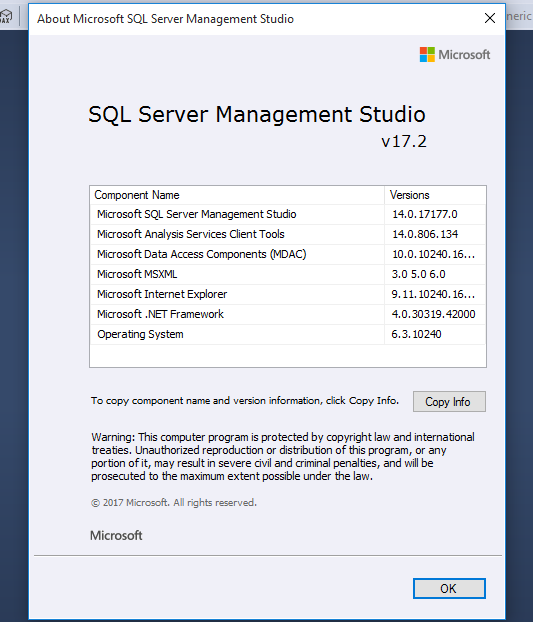 About Microsoft SQL Server Management Studio
Microsoft
SQL Server Management Studio
v17.2
Component Name Versions
Microsoft SQL Server Management Studio 14.0.17177.0
Microsoft Analysis Services Client Tools 14.0.806.134
Microsoft Data Access Components (MDAC) 10.0.10240.16...
Microsoft MSXML 3.0 5.0 6.0
Microsoft Internet Explorer 9.11.10240.16...
Microsoft .NET Framework 4.0.30319.42000
Operating System 6.3.10240
To copy component name and version information, click Copy Info. Copy Info
Warning: This computer program is protected by copyright law and international
treaties. Unauthorized reproduction or distribution of this program, or any
portion of it, may result in severe civil and criminal penalties, and will be
prosecuted to the maximum extent possible under the law.
© 2017 Microsoft. All rights reserved.
Microsoft
OK